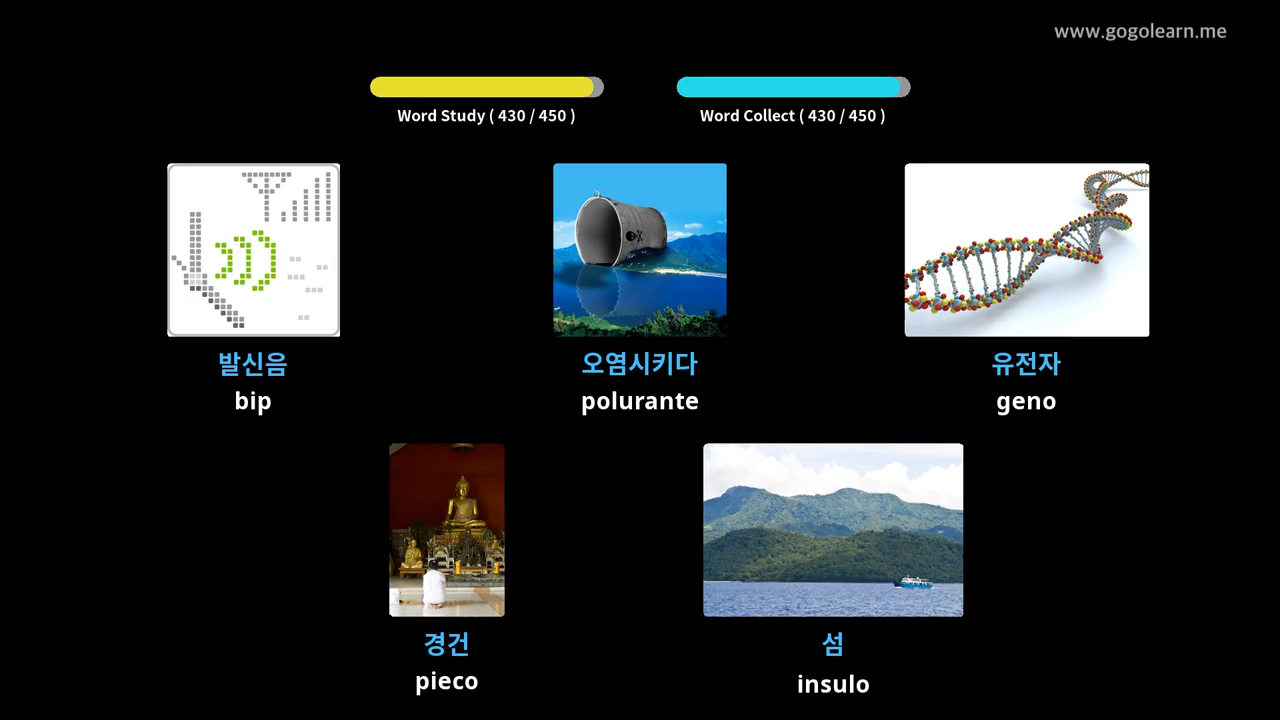 www.gogolearn.me
Word Study ( 430 / 450 )
Word Collect ( 430 / 450 )
발신음
bip
오염시키다
polurante
유전자
geno
경건
pieco
섬
insulo